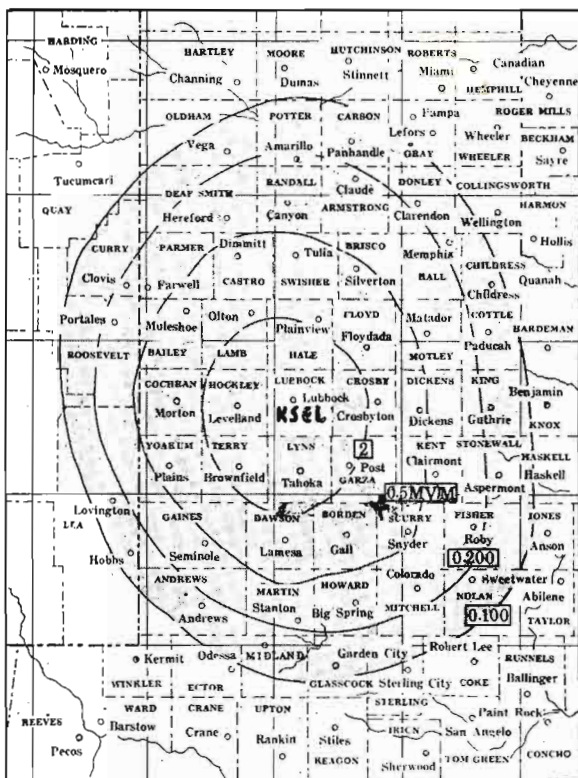 HARDING HARTLEY MOORE HUTCHINSON ROBERTS
Mosquero Channing Dumas Stinnett Miami Canadian
HEMPHILL Cheyenne
OLDHAM POTTER CARSON Pampa ROGER MILLS
Vega Amarillo Panhandle Lefors Wheeler BECKHAM
GRAY WHEELER Sayre
Tucumcari RANDALL Claude DONLEY COLLINGSWORTH
QUAY DEAF SMITH ARMSTRONG HARMON
Hereford Canyon Clarendon Wellington
CURRY PARMER Dimmitt Tulia BRISCO Memphis Hollis
Clovis Farwell CASTRO SWISHER Silverton HALL CHILDRESS
Childress Quanah
Portales Muleshoe Olton Plainview FLOYD Matador COTTLE
Floydada Paducah HARDEMAN
ROOSEVELT BAILEY LAMB HALE MOTLEY
COCHRAN HOCKLEY LUBBOCK CROSBY DICKENS KING
Morton Levelland KSEL Lubbock Crosbyton Dickens Guthrie Benjamin
KNOX
YOAKUM TERRY LYNN 2 KENT STONEWALL
Plains Brownfield Tahoka Post Clairmont HASKELL
GARZA Aspermont Haskell
0.5MV/M
Lovington GAINES DAWSON BORDEN SCURRY FISHER JONES
LEA Seminole Lamesa Gail Snyder Roby Anson
Hobbs 0.200
ANDREWS MARTIN HOWARD Colorado Sweetwater
Andrews Stanton Big Spring MITCHELL NOLAN Abilene
0.100 TAYLOR
Kermit Odessa MIDLAND Garden City Robert Lee RUNNELS
WINKLER ECTOR GLASSCOCK Sterling City COKE Ballinger
REEVES WARD CRANE UPTON STERLING Paint Rock
Barstow San Angelo
Pecos Crane Rankin Stiles IRION
REAGON Sherwood TOM GREEN CONCHO